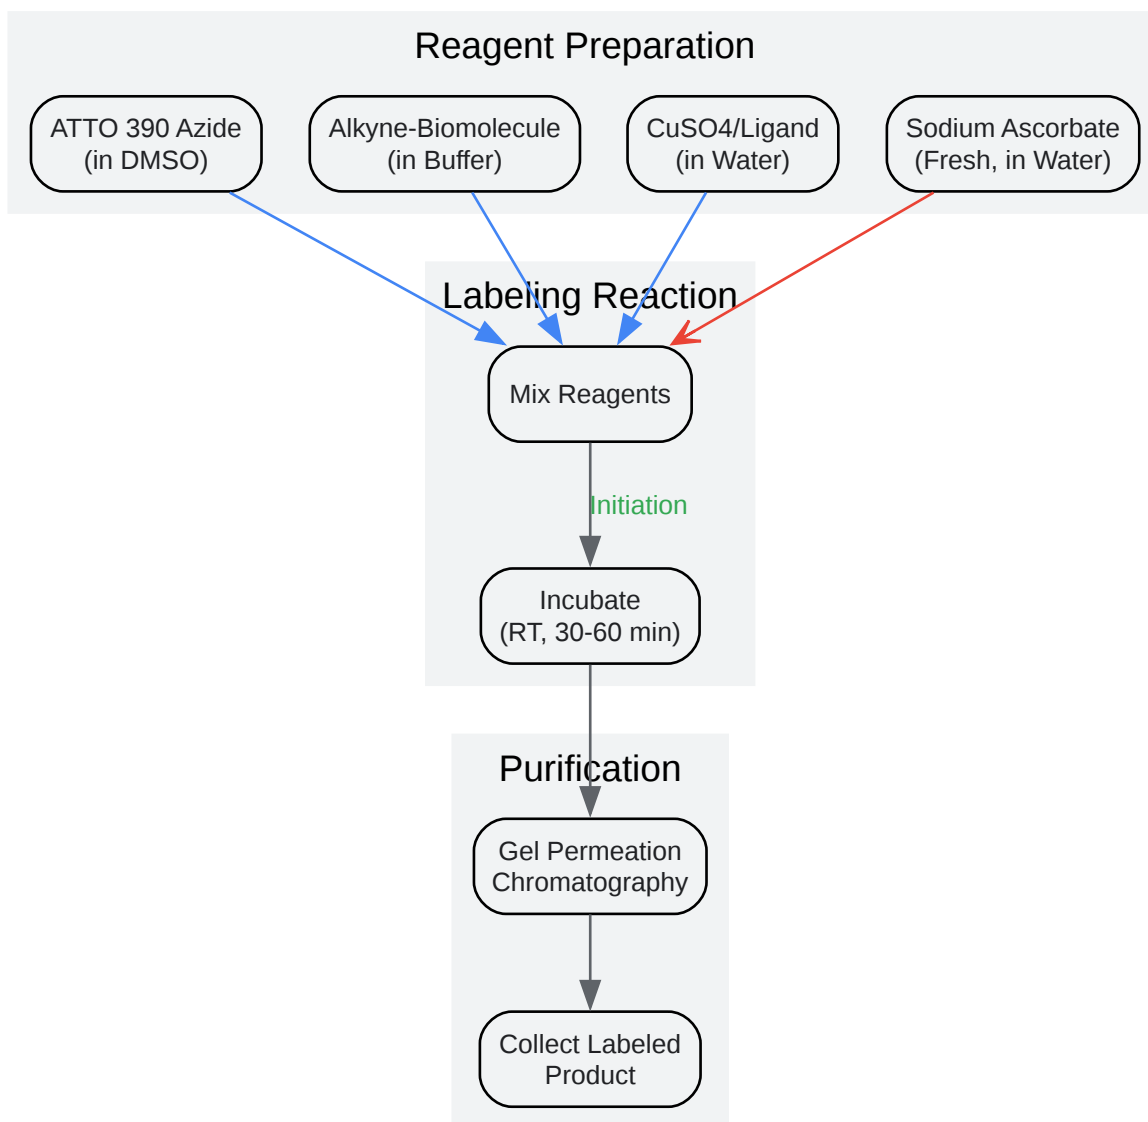 Reagent Preparation
ATTO 390 Azide
(in DMSO)
Alkyne-Biomolecule
(in Buffer)
CuSO4/Ligand
(in Water)
Sodium Ascorbate
(Fresh, in Water)
Labeling Reaction
Mix Reagents
Initiation
Incubate
(RT, 30-60 min)
Purification
Gel Permeation
Chromatography
Collect Labeled
Product